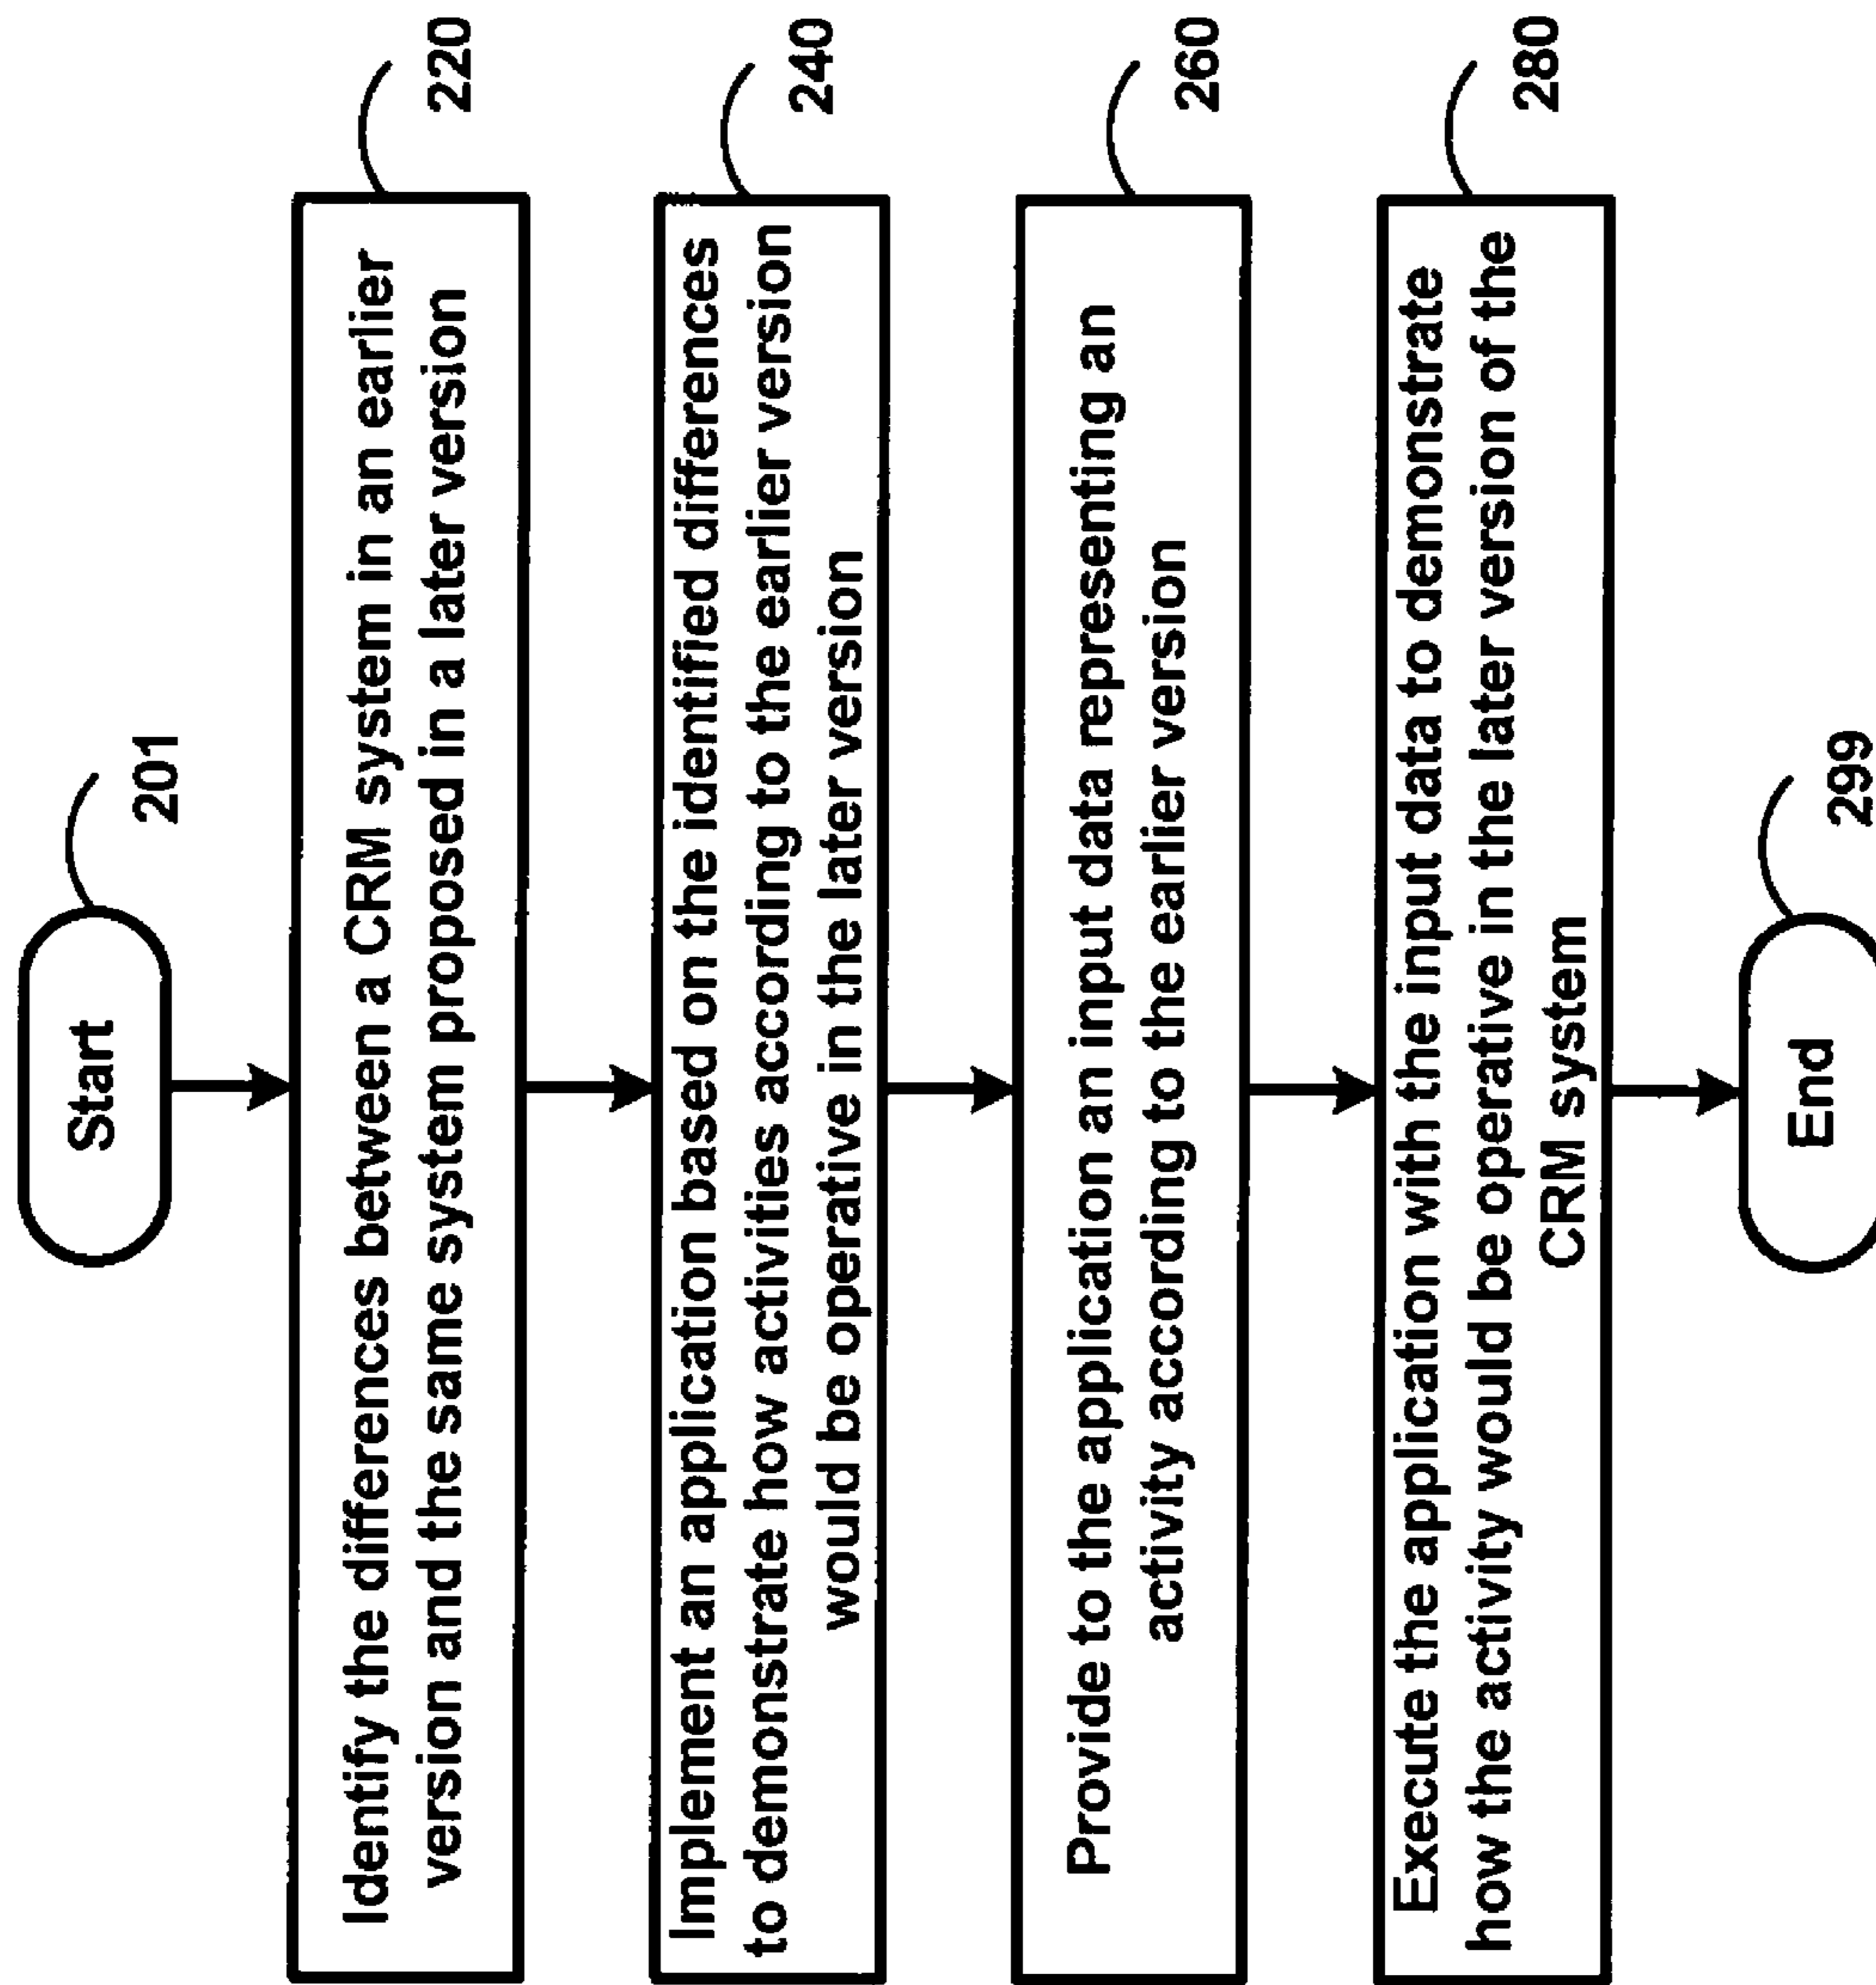 Start
201
Identify the differences between a CRM system in an earlier
version and the same system proposed in a later version
220
Implement an application based on the identified differences
to demonstrate how activities according to the earlier version
would be operative in the later version
240
Provide to the application an input data representing an
activity according to the earlier version
260
Execute the application with the input data to demonstrate
how the activity would be operative in the later version of the
CRM system
280
End
299